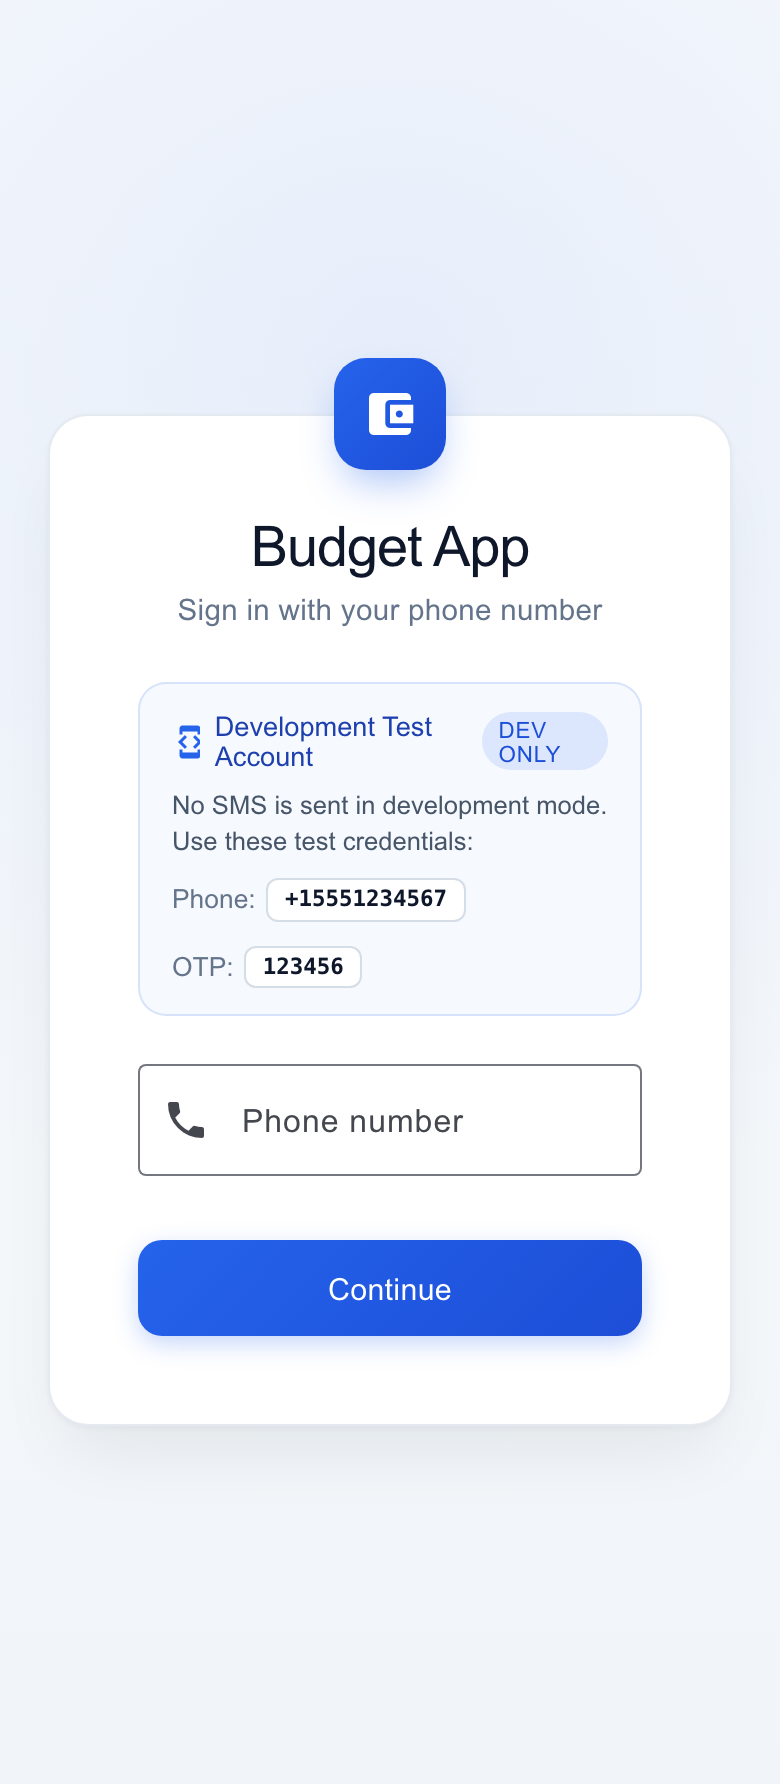 Budget App
Sign in with your phone number
Development Test
Account
DEV
ONLY
No SMS is sent in development mode.
Use these test credentials:
Phone: +15551234567
OTP: 123456
Phone number
Continue